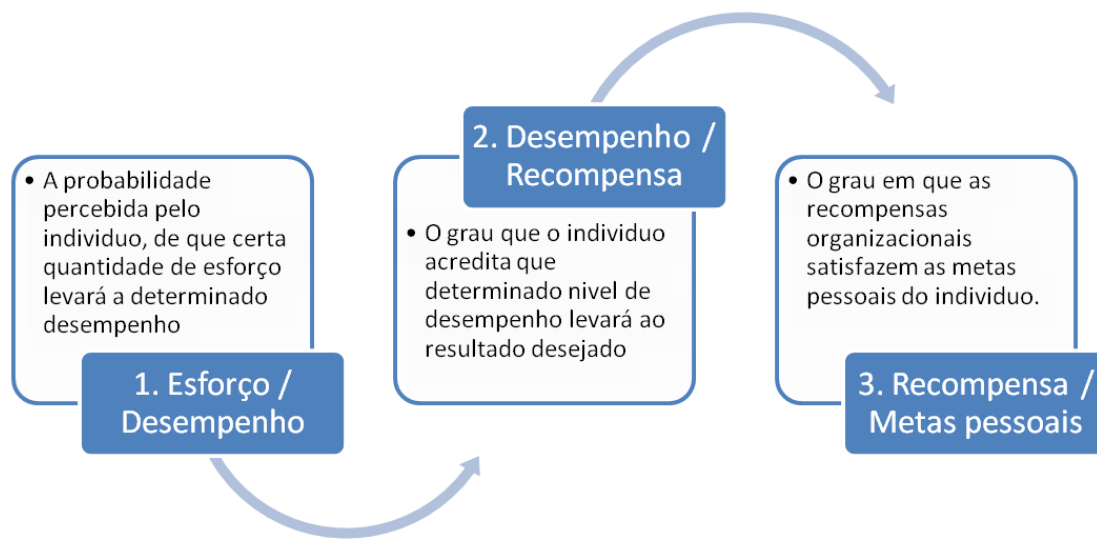 • A probabilidade
percebida pelo
individuo, de que certa
quantidade de esforço
levará a determinado
desempenho
1. Esforço /
Desempenho
2. Desempenho /
Recompensa
• O grau que o individuo
acredita que
determinado nivel de
desempenho levará ao
resultado desejado
• O grau em que as
recompensas
organizacionais
satisfazem as metas
pessoais do individuo.
3. Recompensa /
Metas pessoais